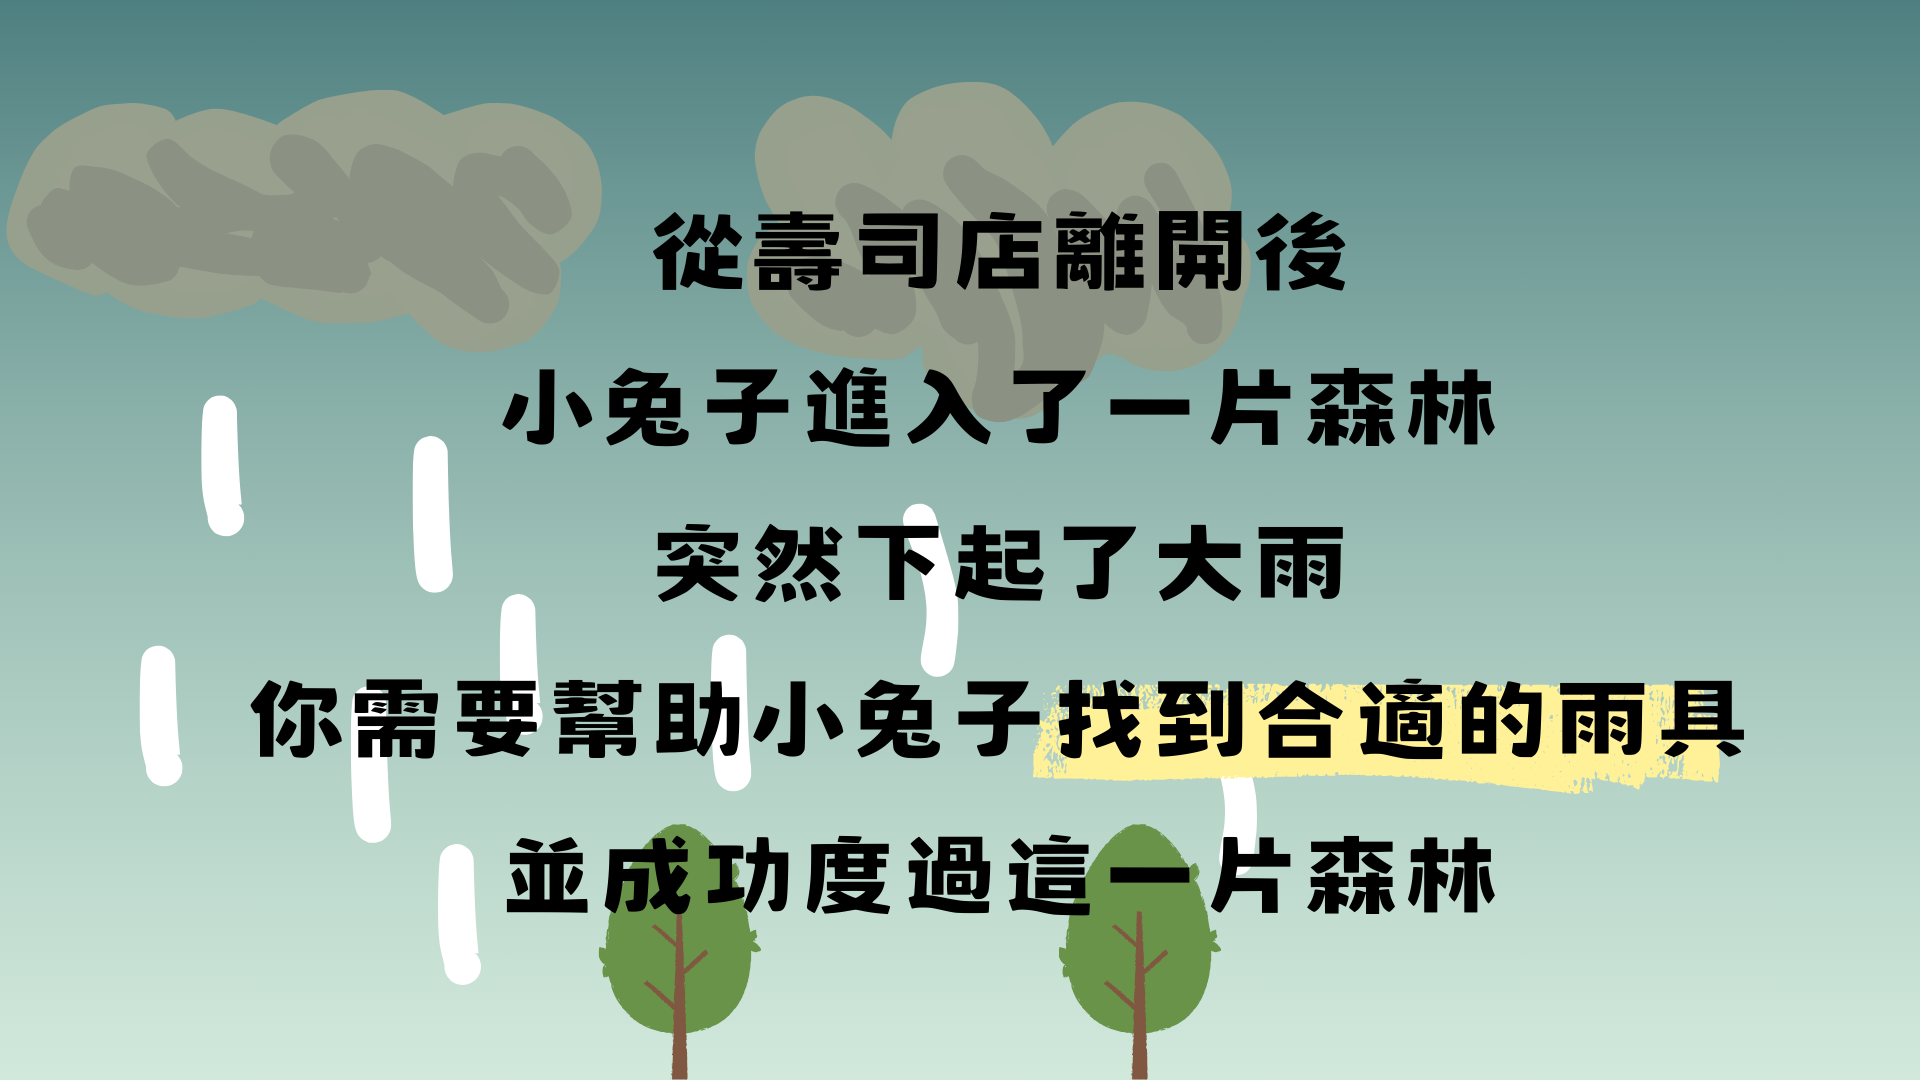 從壽司店離開後
小兔子進入了一片森林
突然下起了大雨
你需要幫助小兔子找到合適的雨具
並成功度過這一片森林